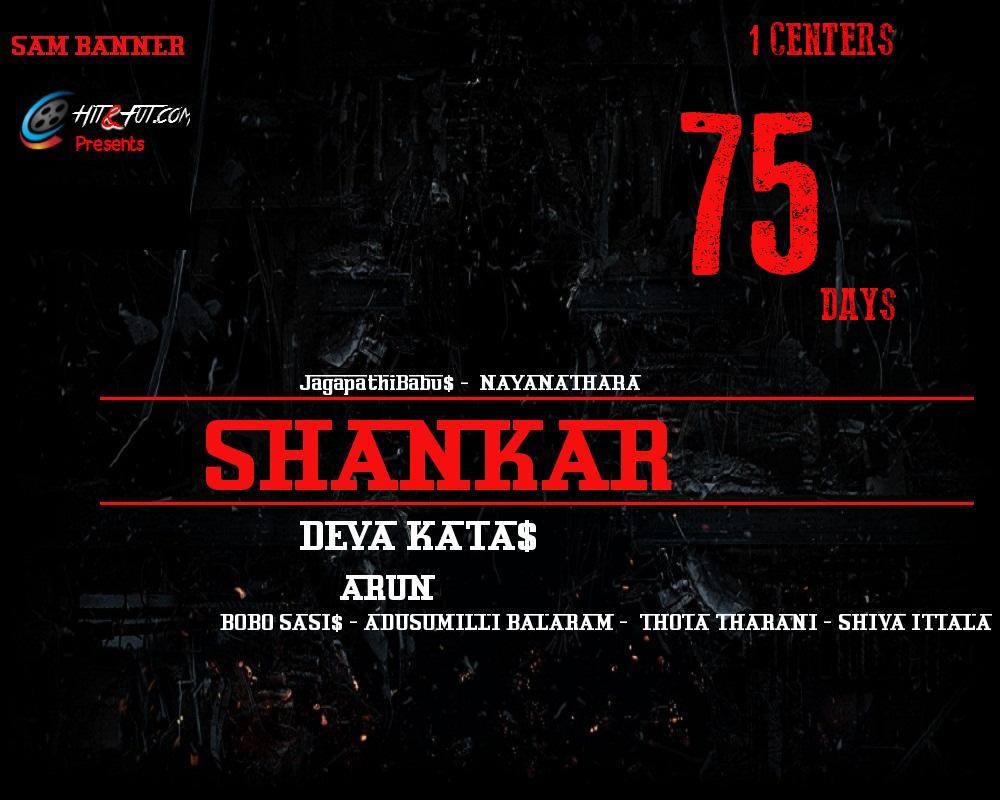 SAM BANNER
1 CENTERS
HIT&FUT.COM
Presents
75
DAYS
JagapathiBabu$ - NAYANATHARA
SHANKAR
DEVA KATA$
ARUN
BOBO SASI$ - ADUSUMILLI BALARAM - THOTA THARANI - SHIVA ITTALA